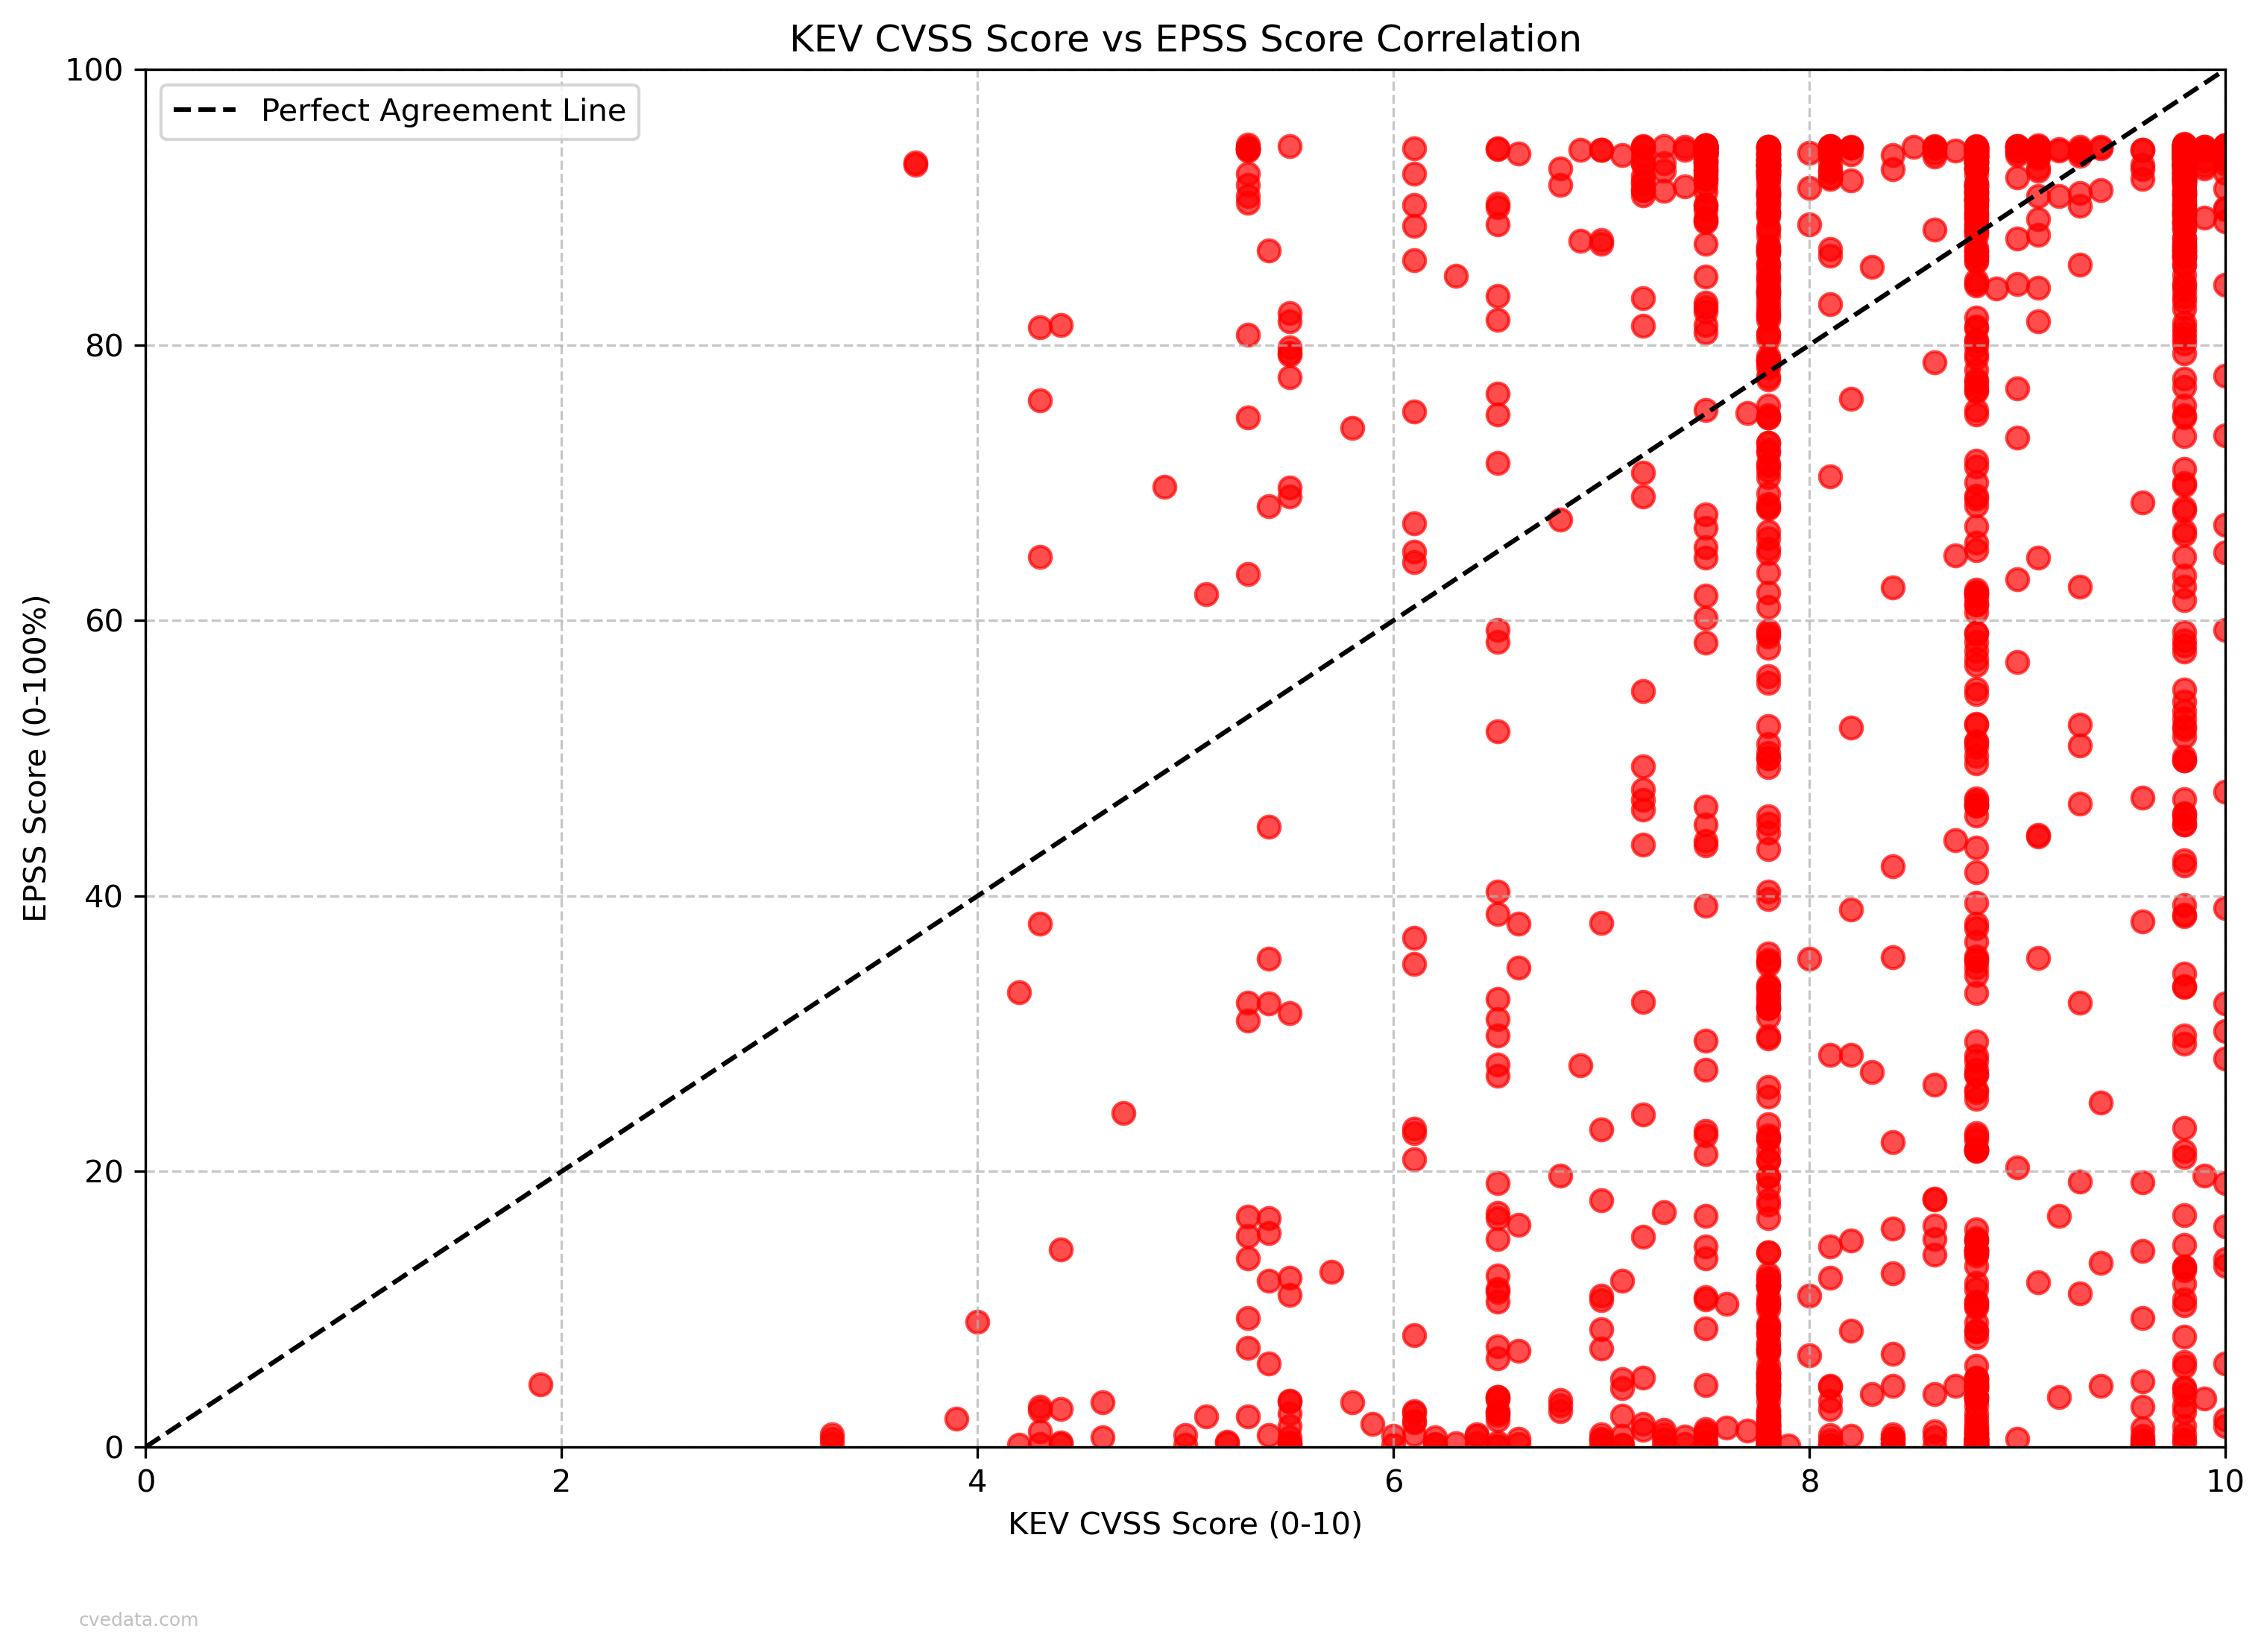 KEV CVSS Score vs EPSS Score Correlation
Perfect Agreement Line
EPSS Score (0-100%)
100
80
60
40
20
0
0 2 4 6 8 10
KEV CVSS Score (0-10)
cvedata.com